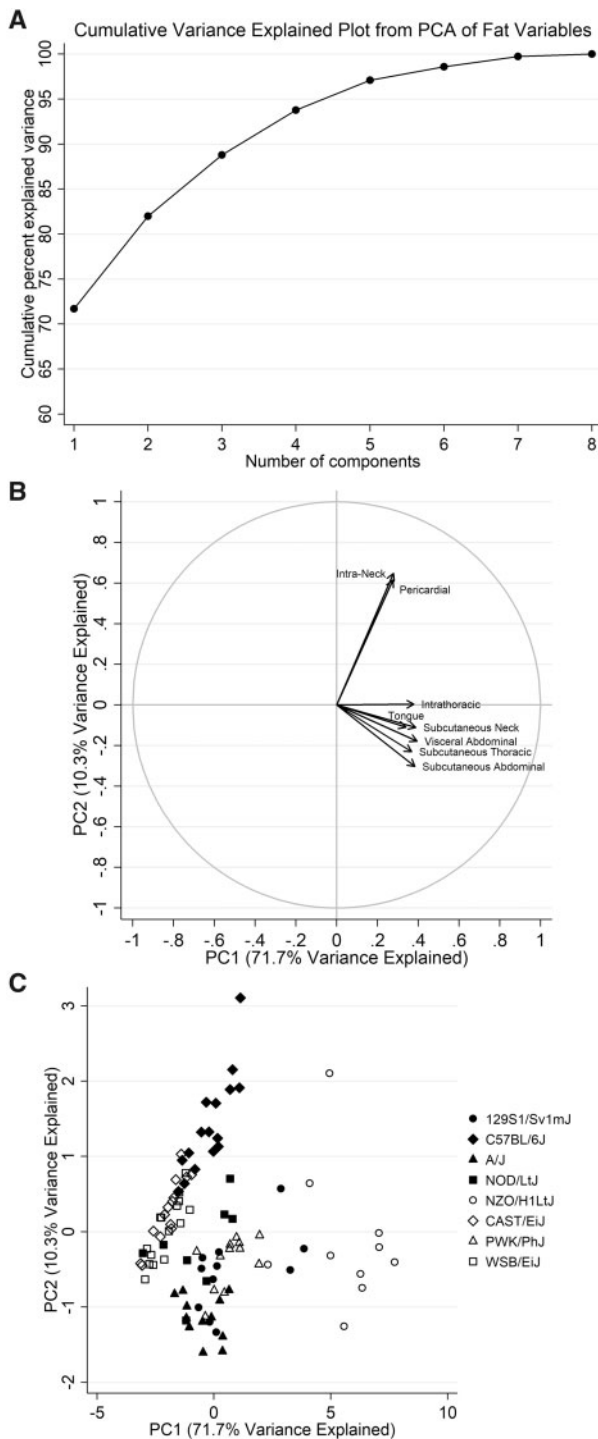 A
Cumulative Variance Explained Plot from PCA of Fat Variables
Cumulative percent explained variance
100
95
90
85
80
75
70
65
60
1 2 3 4 5 6 7 8
Number of components
B
PC2 (10.3% Variance Explained)
1
.8
.6
.4
.2
0
-.2
-.4
-.6
-.8
-1
Intra-Neck
Pericardial
Intrathoracic
Tongue
Subcutaneous Neck
Visceral Abdominal
Subcutaneous Thoracic
Subcutaneous Abdominal
-1 -.8 -.6 -.4 -.2 0 .2 .4 .6 .8 1
PC1 (71.7% Variance Explained)
C
PC2 (10.3% Variance Explained)
3
2
1
0
-1
-2
-5 0 5 10
PC1 (71.7% Variance Explained)
129S1/Sv1mJ
C57BL/6J
A/J
NOD/LtJ
NZO/H1LtJ
CAST/EiJ
PWK/PhJ
WSB/EiJ